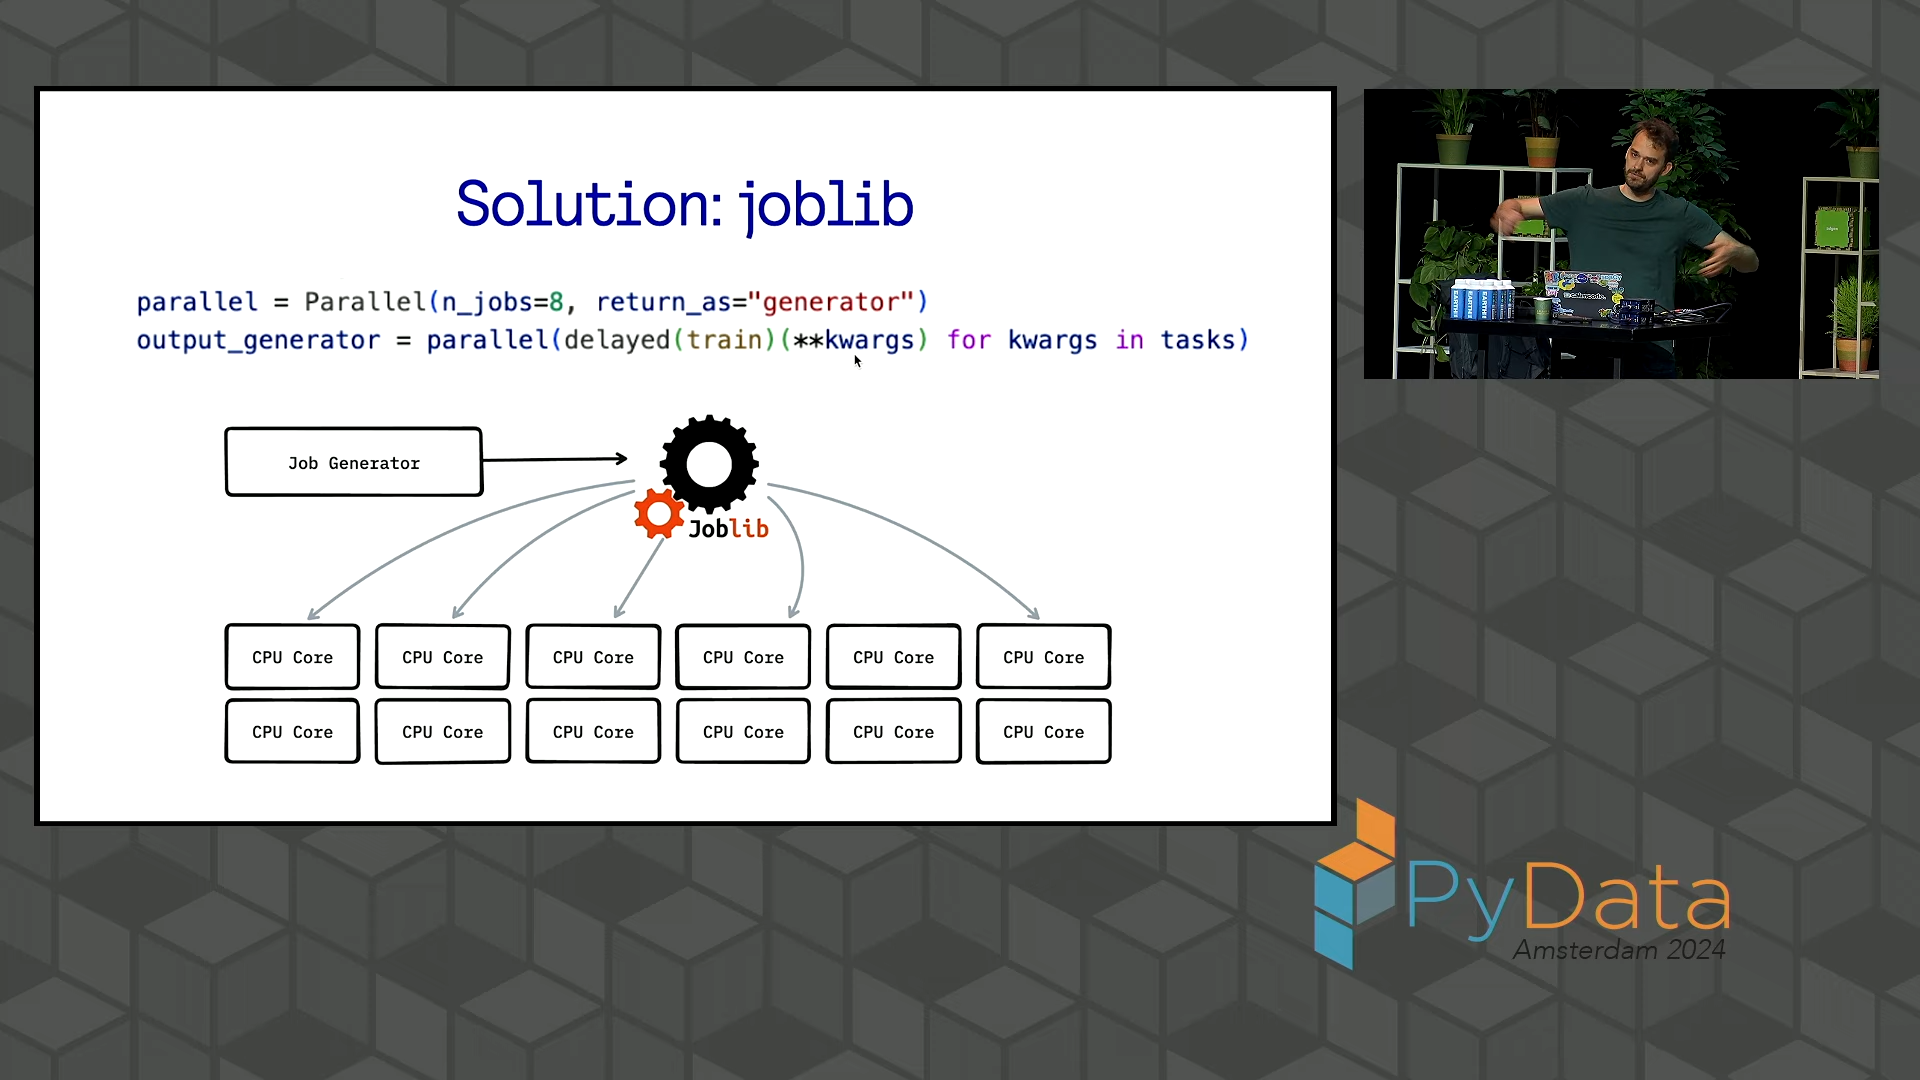 Solution: joblib
parallel = Parallel(n_jobs=8, return_as="generator")
output_generator = parallel(delayed(train)(**kwargs) for kwargs in tasks)
Job Generator
Joblib
CPU Core CPU Core CPU Core CPU Core CPU Core CPU Core
CPU Core CPU Core CPU Core CPU Core CPU Core CPU Core
PyData
Amsterdam 2024